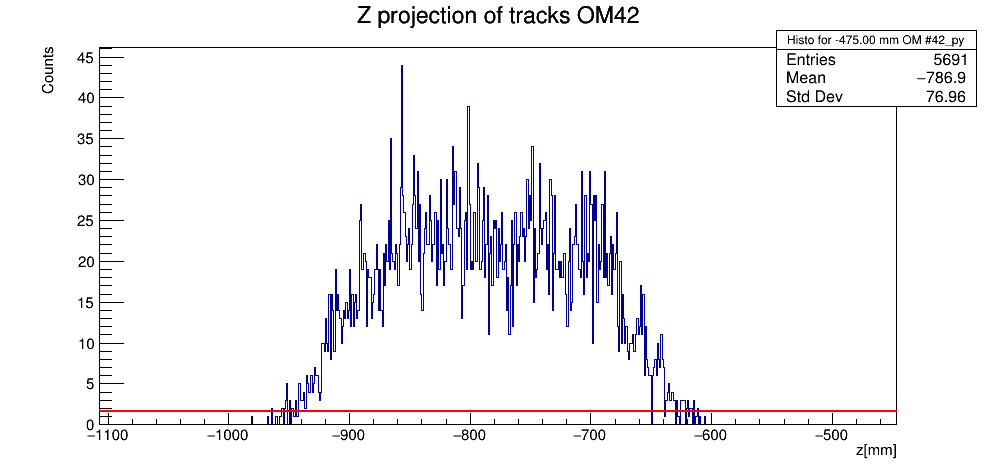 Z projection of tracks OM42
Histo for -475.00 mm OM #42_py
Entries 5691
Mean −786.9
Std Dev 76.96
Counts
45
40
35
30
25
20
15
10
5
0
−1100 −1000 −900 −800 −700 −600 −500
z[mm]